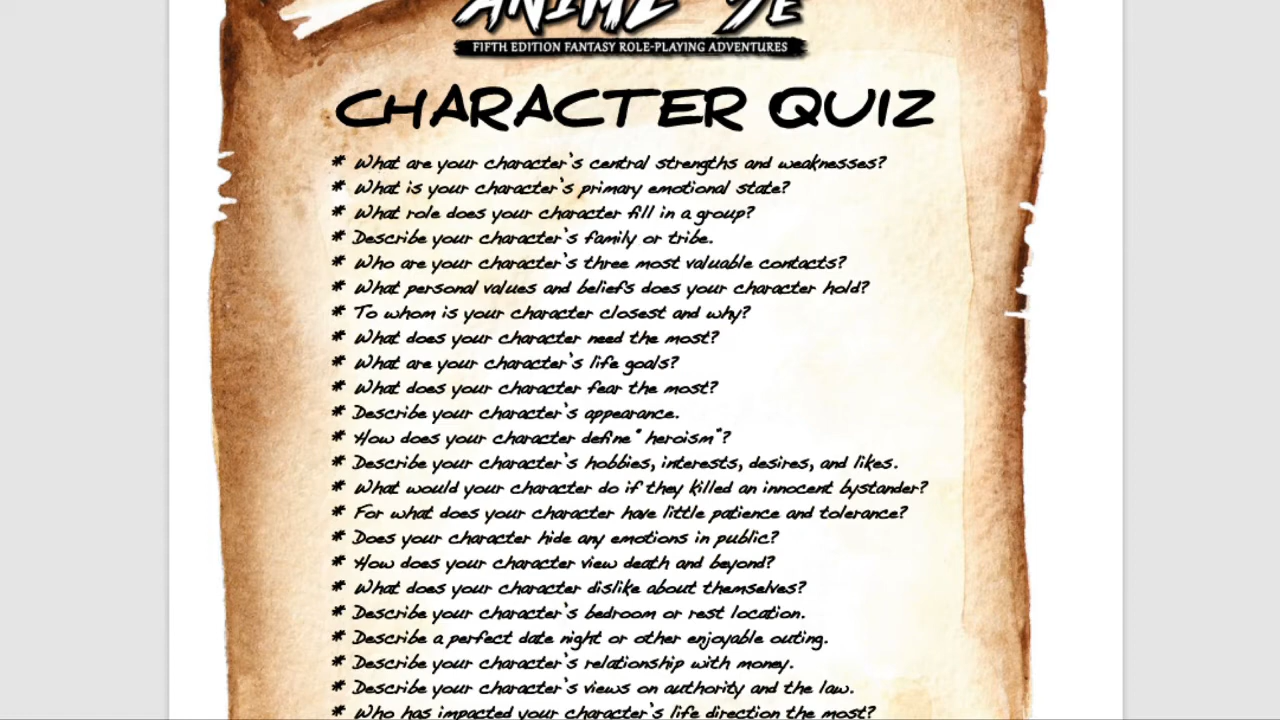 ANIME 5E
FIFTH EDITION FANTASY ROLE-PLAYING ADVENTURES
CHARACTER QUIZ
* What are your character's central strengths and weaknesses?
* What is your character's primary emotional state?
* What role does your character fill in a group?
* Describe your character's family or tribe.
* Who are your character's three most valuable contacts?
* What personal values and beliefs does your character hold?
* To whom is your character closest and why?
* What does your character need the most?
* What are your character's life goals?
* What does your character fear the most?
* Describe your character's appearance.
* How does your character define "heroism"?
* Describe your character's hobbies, interests, desires, and likes.
* What would your character do if they killed an innocent bystander?
* For what does your character have little patience and tolerance?
* Does your character hide any emotions in public?
* How does your character view death and beyond?
* What does your character dislike about themselves?
* Describe your character's bedroom or rest location.
* Describe a perfect date night or other enjoyable outing.
* Describe your character's relationship with money.
* Describe your character's views on authority and the law.
* Who has impacted your character's life direction the most?